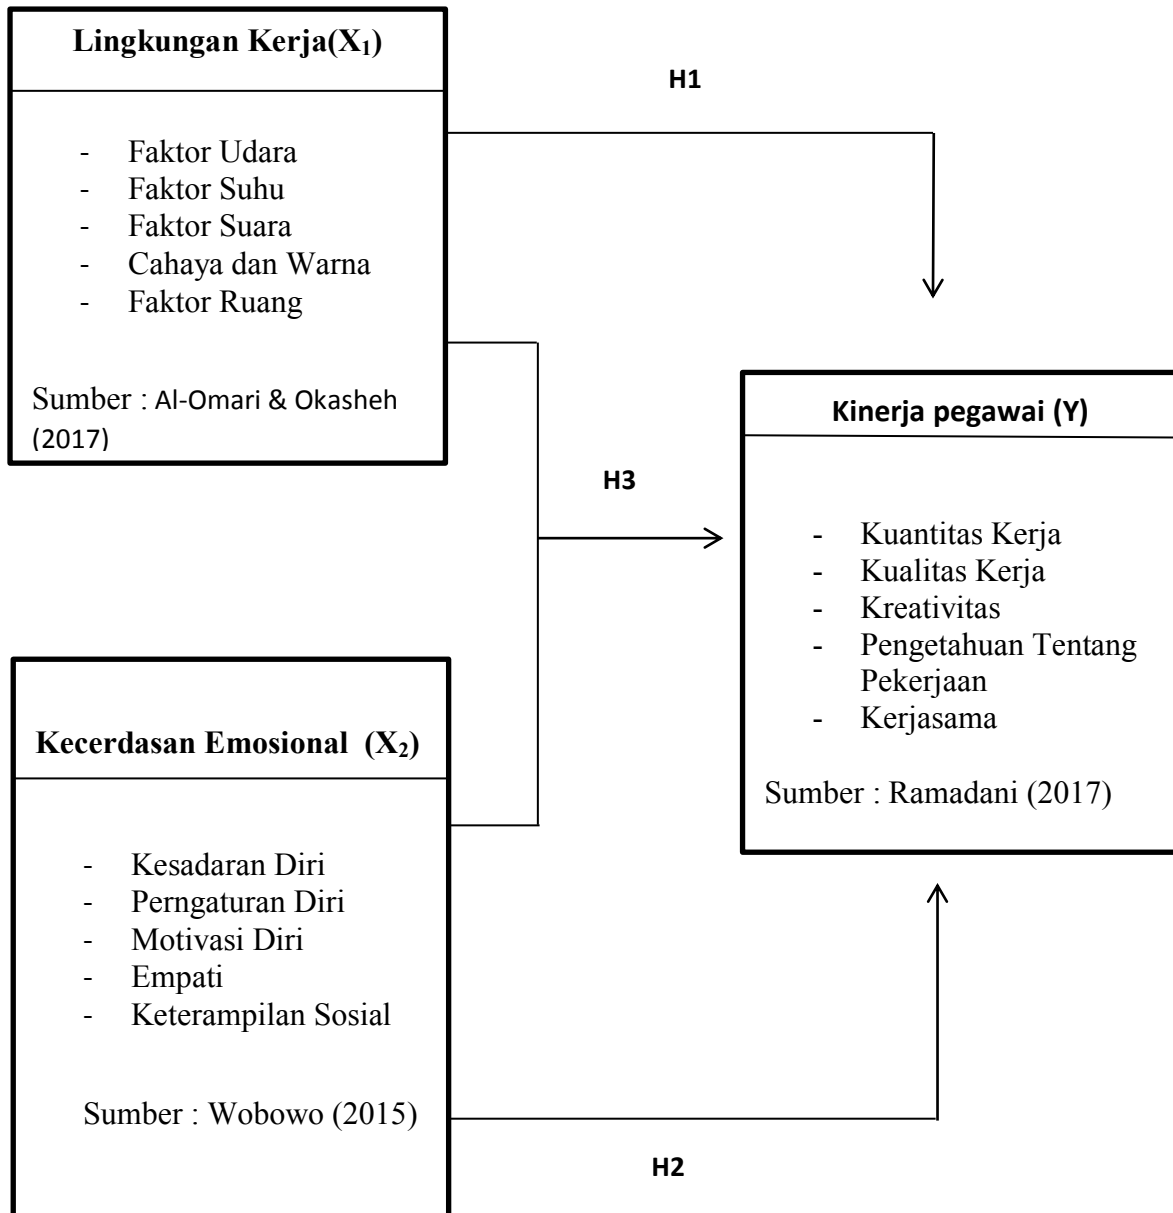 Lingkungan Kerja(X₁)
- Faktor Udara
- Faktor Suhu
- Faktor Suara
- Cahaya dan Warna
- Faktor Ruang
Sumber : Al-Omari & Okasheh
(2017)
H1
H3
Kinerja pegawai (Y)
- Kuantitas Kerja
- Kualitas Kerja
- Kreativitas
- Pengetahuan Tentang
Pekerjaan
- Kerjasama
Sumber : Ramadani (2017)
Kecerdasan Emosional (X₂)
- Kesadaran Diri
- Perngaturan Diri
- Motivasi Diri
- Empati
- Keterampilan Sosial
Sumber : Wobowo (2015)
H2